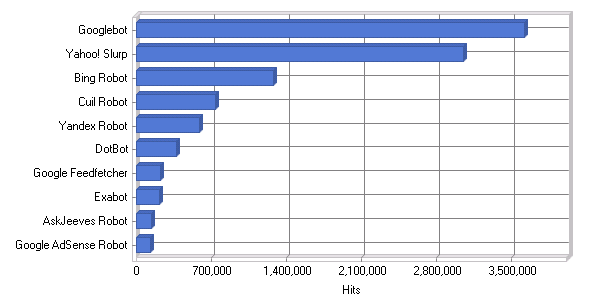 Googlebot
Yahoo! Slurp
Bing Robot
Cuil Robot
Yandex Robot
DotBot
Google Feedfetcher
Exabot
AskJeeves Robot
Google AdSense Robot
0 700,000 1,400,000 2,100,000 2,800,000 3,500,000
Hits